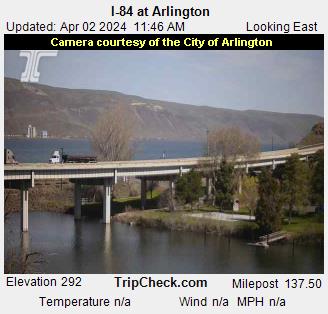 I-84 at Arlington
Updated: Apr 02 2024 11:46 AM Looking East
Camera courtesy of the City of Arlington
Elevation 292 TripCheck.com Milepost 137.50
Temperature n/a Wind n/a MPH n/a